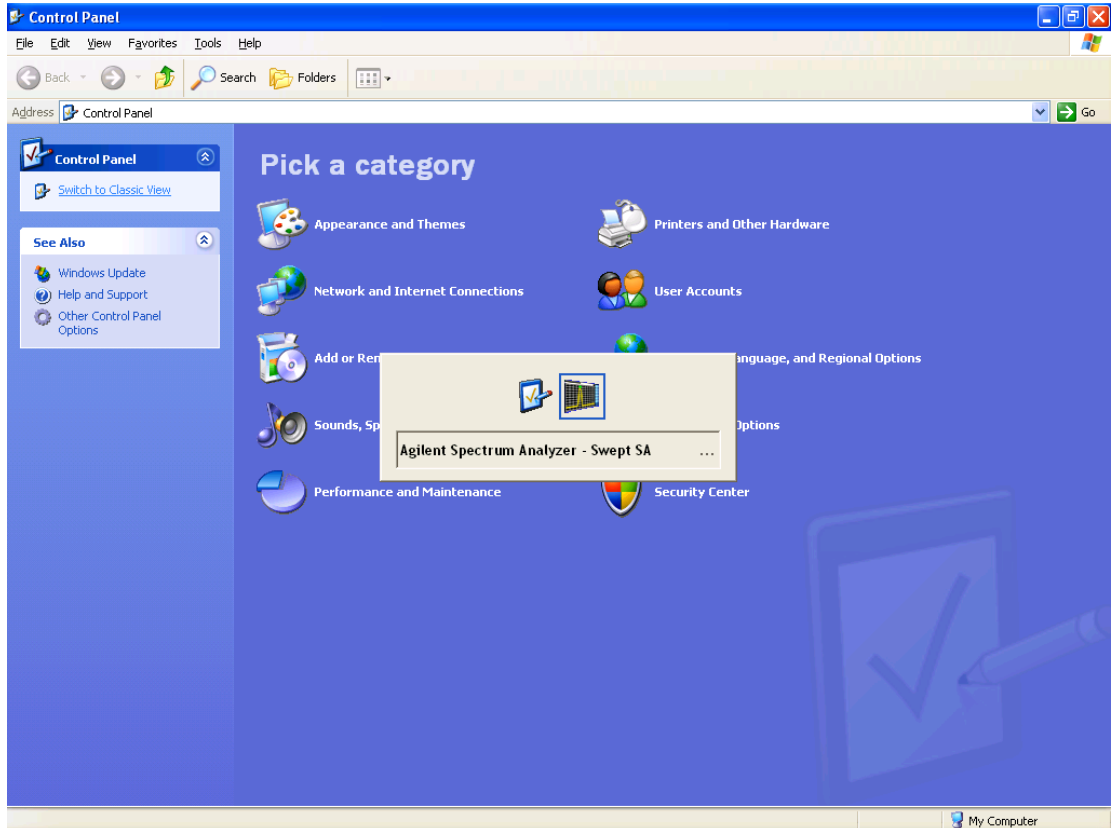 Control Panel
File Edit View Favorites Tools Help
Back Search Folders
Address Control Panel Go
Control Panel
Switch to Classic View
See Also
Windows Update
Help and Support
Other Control Panel
Options
Pick a category
Appearance and Themes
Printers and Other Hardware
Network and Internet Connections
User Accounts
Add or Ren
anguage, and Regional Options
Sounds, Sp
Options
Agilent Spectrum Analyzer - Swept SA ...
Performance and Maintenance
Security Center
My Computer